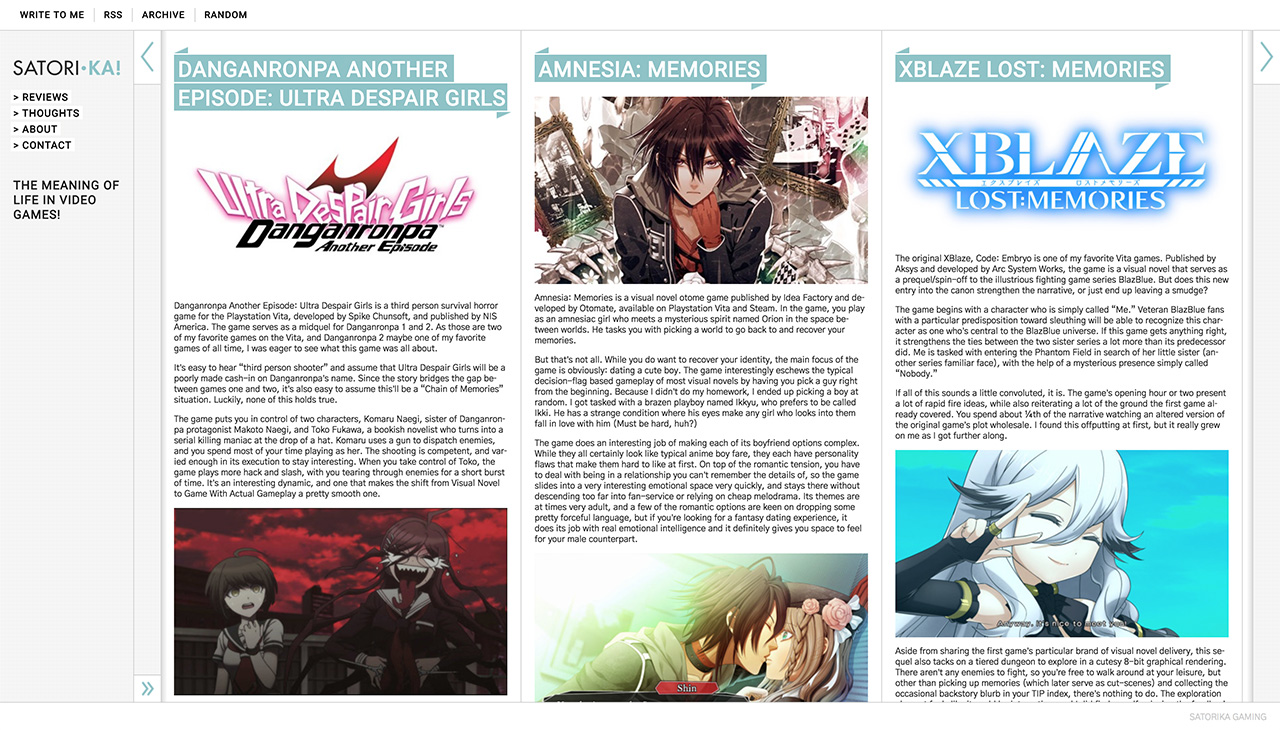 WRITE TO ME
RSS
ARCHIVE
RANDOM
SATORI•KA!
> REVIEWS
> THOUGHTS
> ABOUT
> CONTACT
THE MEANING OF
LIFE IN VIDEO
GAMES!
DANGANRONPA ANOTHER
EPISODE: ULTRA DESPAIR GIRLS
Ultra Despair Girls
Danganronpa
Another Episode
Danganronpa Another Episode: Ultra Despair Girls is a third person survival horror
game for the Playstation Vita, developed by Spike Chunsoft, and published by NIS
America. The game serves as a midquel for Danganronpa 1 and 2. As those are two
of my favorite games on the Vita, and Danganronpa 2 maybe one of my favorite
games of all time, I was eager to see what this game was all about.
It's easy to hear “third person shooter” and assume that Ultra Despair Girls will be a
poorly made cash-in on Danganronpa's name. Since the story bridges the gap be-
tween games one and two, it's also easy to assume this'll be a “Chain of Memories”
situation. Luckily, none of this holds true.
The game puts you in control of two characters, Komaru Naegi, sister of Danganron-
pa protagonist Makoto Naegi, and Toko Fukawa, a bookish novelist who turns into a
serial killing maniac at the drop of a hat. Komaru uses a gun to dispatch enemies,
and you spend most of your time playing as her. The shooting is competent, and var-
ied enough in its execution to stay interesting. When you take control of Toko, the
game plays more hack and slash, with you tearing through enemies for a short burst
of time. It's an interesting dynamic, and one that makes the shift from Visual Novel
to Game With Actual Gameplay a pretty smooth one.
AMNESIA: MEMORIES
Amnesia: Memories is a visual novel otome game published by Idea Factory and de-
veloped by Otomate, available on Playstation Vita and Steam. In the game, you play
as an amnesiac girl who meets a mysterious spirit named Orion in the space be-
tween worlds. He tasks you with picking a world to go back to and recover your
memories.
But that's not all. While you do want to recover your identity, the main focus of the
game is obviously: dating a cute boy. The game interestingly eschews the typical
decision-flag based gameplay of most visual novels by having you pick a guy right
from the beginning. Because I didn't do my homework, I ended up picking a boy at
random. I got tasked with a brazen playboy named Ikkyu, who prefers to be called
Ikki. He has a strange condition where his eyes make any girl who looks into them
fall in love with him (Must be hard, huh?)
The game does an interesting job of making each of its boyfriend options complex.
While they all certainly look like typical anime boy fare, they each have personality
flaws that make them hard to like at first. On top of the romantic tension, you have
to deal with being in a relationship you can't remember the details of, so the game
slides into a very interesting emotional space very quickly, and stays there without
descending too far into fan-service or relying on cheap melodrama. Its themes are
at times very adult, and a few of the romantic options are keen on dropping some
pretty forceful language, but if you're looking for a fantasy dating experience, it
does its job with real emotional intelligence and it definitely gives you space to feel
for your male counterpart.
Shin
XBLAZE LOST: MEMORIES
XBLAZE
エクスブレイズ ロストメモリーズ
LOST:MEMORIES
The original XBlaze, Code: Embryo is one of my favorite Vita games. Published by
Aksys and developed by Arc System Works, the game is a visual novel that serves as
a prequel/spin-off to the illustrious fighting game series BlazBlue. But does this new
entry into the canon strengthen the narrative, or just end up leaving a smudge?
The game begins with a character who is simply called “Me.” Veteran BlazBlue fans
with a particular predisposition toward sleuthing will be able to recognize this char-
acter as one who's central to the BlazBlue universe. If this game gets anything right,
it strengthens the ties between the two sister series a lot more than its predecessor
did. Me is tasked with entering the Phantom Field in search of her little sister (an-
other series familiar face), with the help of a mysterious presence simply called
“Nobody.”
If all of this sounds a little convoluted, it is. The game's opening hour or two present
a lot of rapid fire ideas, while also reiterating a lot of the ground the first game al-
ready covered. You spend about ¼th of the narrative watching an altered version of
the original game's plot wholesale. I found this offputting at first, but it really grew
on me as I got further along.
Anyway, it's nice to meet you!
Aside from sharing the first game's particular brand of visual novel delivery, this se-
quel also tacks on a tiered dungeon to explore in a cutesy 8-bit graphical rendering.
There aren't any enemies to fight, so you're free to walk around at your leisure, but
other than picking up memories (which later serve as cut-scenes) and collecting the
occasional backstory blurb in your TIP index, there's nothing to do. The exploration
SATORIKA GAMING